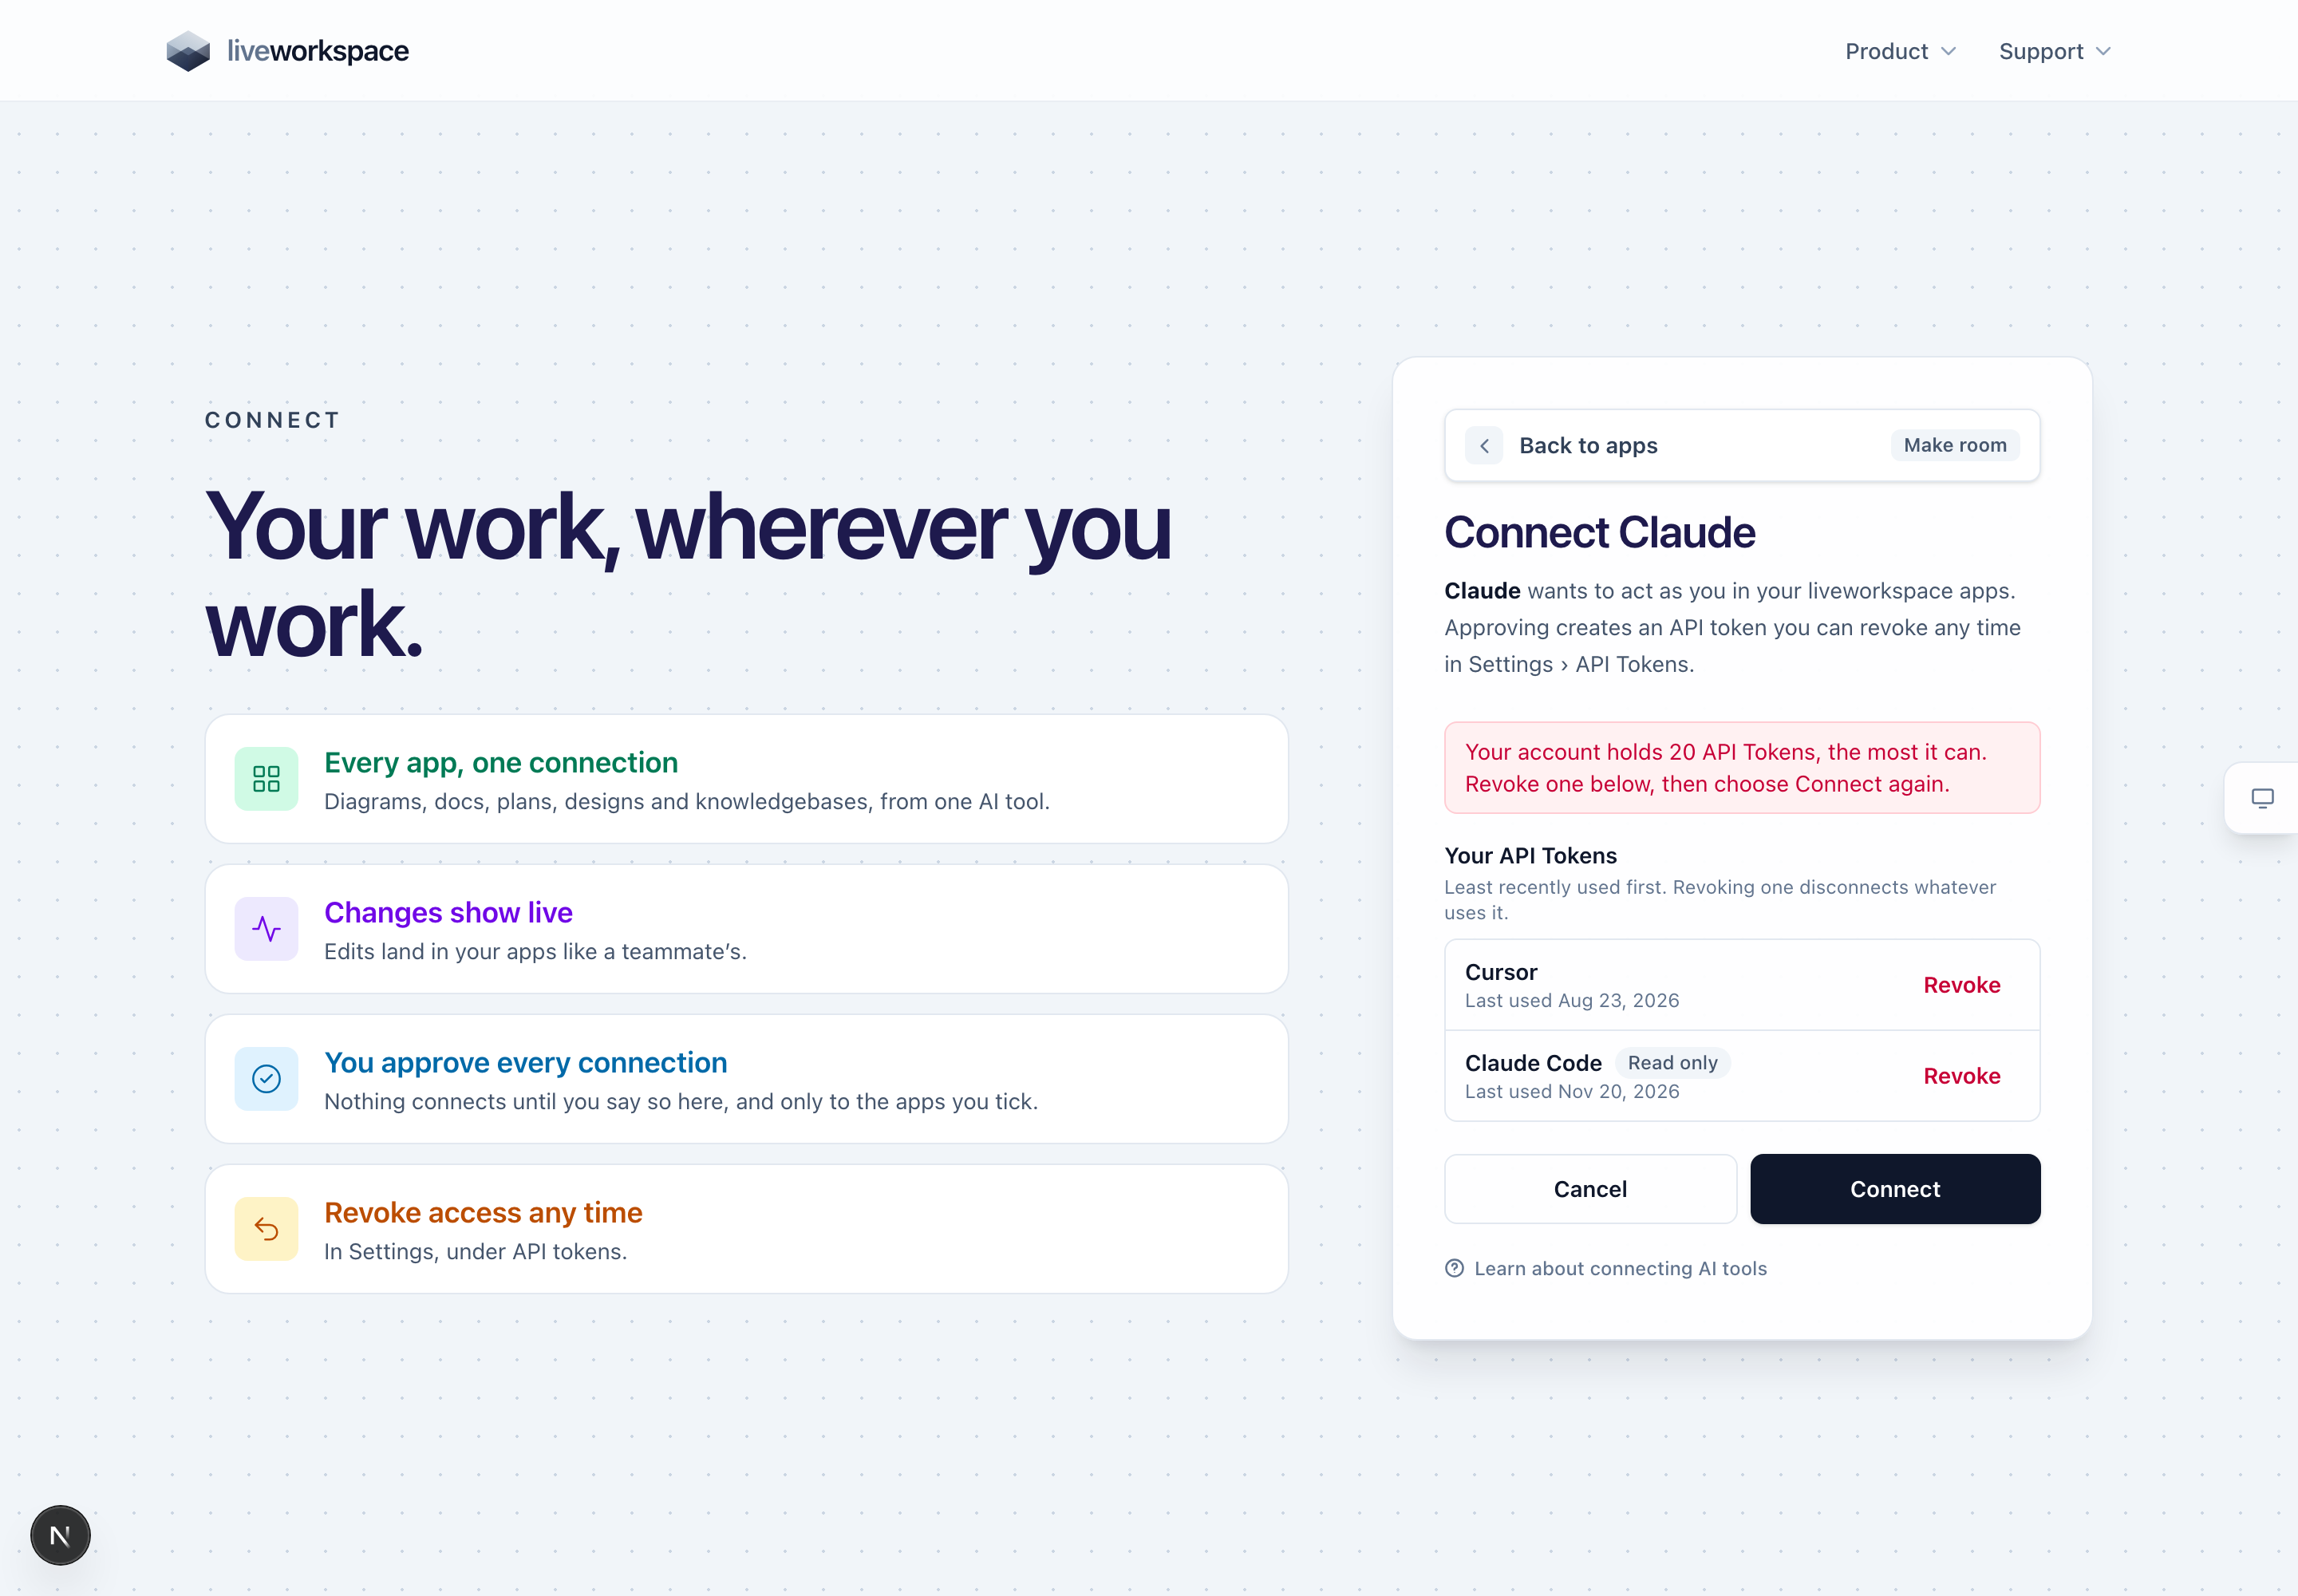 liveworkspace
Product
Support
CONNECT
Your work, wherever you
work.
Every app, one connection
Diagrams, docs, plans, designs and knowledgebases, from one AI tool.
Changes show live
Edits land in your apps like a teammate’s.
You approve every connection
Nothing connects until you say so here, and only to the apps you tick.
Revoke access any time
In Settings, under API tokens.
Back to apps
Make room
Connect Claude
Claude wants to act as you in your liveworkspace apps.
Approving creates an API token you can revoke any time
in Settings › API Tokens.
Your account holds 20 API Tokens, the most it can.
Revoke one below, then choose Connect again.
Your API Tokens
Least recently used first. Revoking one disconnects whatever
uses it.
Cursor
Last used Aug 23, 2026
Revoke
Claude Code
Read only
Last used Nov 20, 2026
Revoke
Cancel
Connect
Learn about connecting AI tools
N